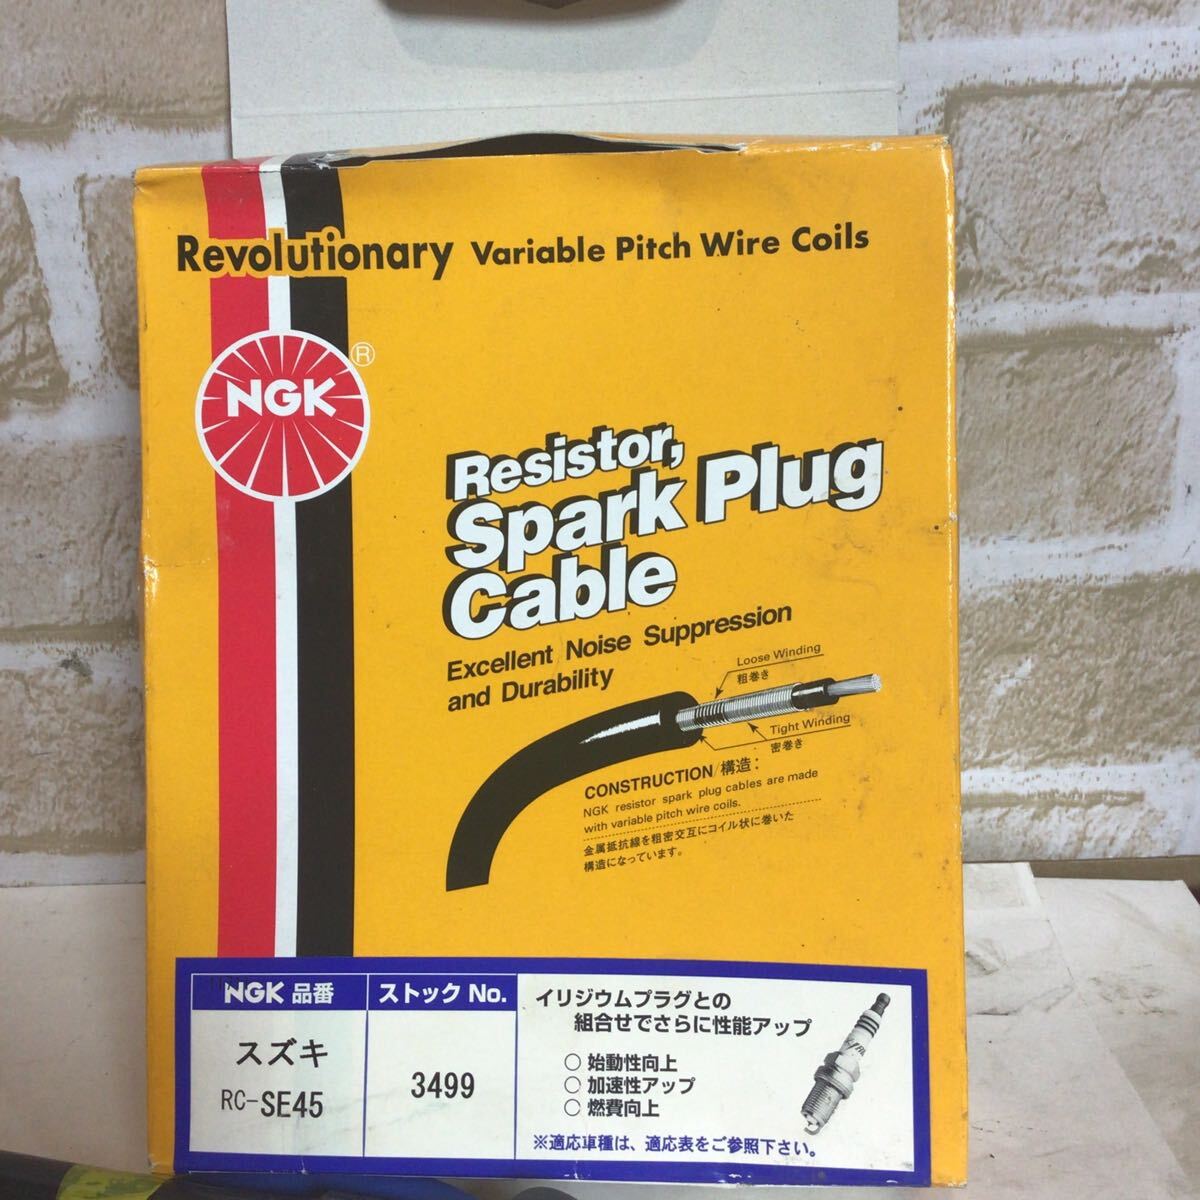 Revolutionary Variable Pitch Wire Coils
NGK
®
Resistor,
Spark Plug
Cable
Excellent Noise Suppression
and Durability
Loose Winding
粗巻き
Tight Winding
密巻き
CONSTRUCTION/構造：
NGK resistor spark plug cables are made
with variable pitch wire coils.
金属抵抗線を粗密交互にコイル状に巻いた
構造になっています。
NGK 品番
ストック No.
スズキ
RC-SE45
3499
イリジウムプラグとの
組合せでさらに性能アップ
○ 始動性向上
○ 加速性アップ
○ 燃費向上
※適応車種は、適応表をご参照下さい。